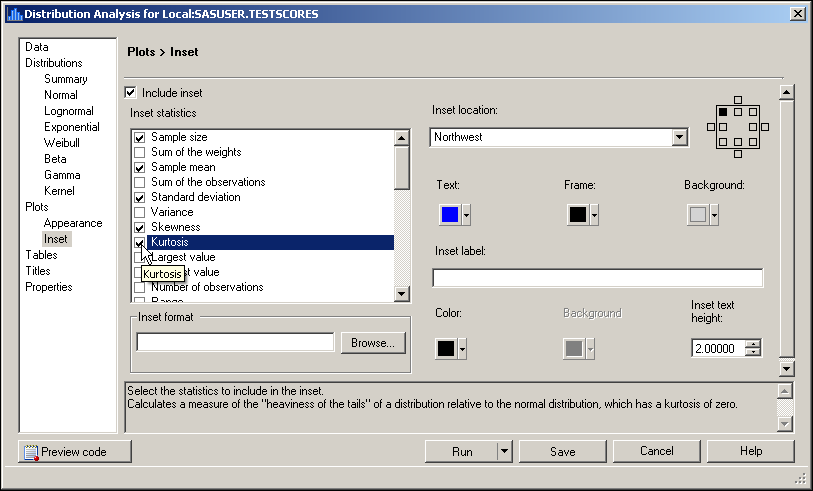 Distribution Analysis for Local:SASUSER.TESTSCORES
Data
Distributions
Summary
Normal
Lognormal
Exponential
Weibull
Beta
Gamma
Kernel
Plots
Appearance
Inset
Tables
Titles
Properties
Plots > Inset
Include inset
Inset statistics
Sample size
Sum of the weights
Sample mean
Sum of the observations
Standard deviation
Variance
Skewness
Kurtosis
Largest value
Kurtosis
value
Number of observations
Range
Inset format
Browse...
Inset location:
Northwest
Text:
Frame:
Background:
Inset label:
Color:
Background
Inset text
height:
2.00000
Select the statistics to include in the inset.
Calculates a measure of the "heaviness of the tails" of a distribution relative to the normal distribution, which has a kurtosis of zero.
Preview code
Run
Save
Cancel
Help